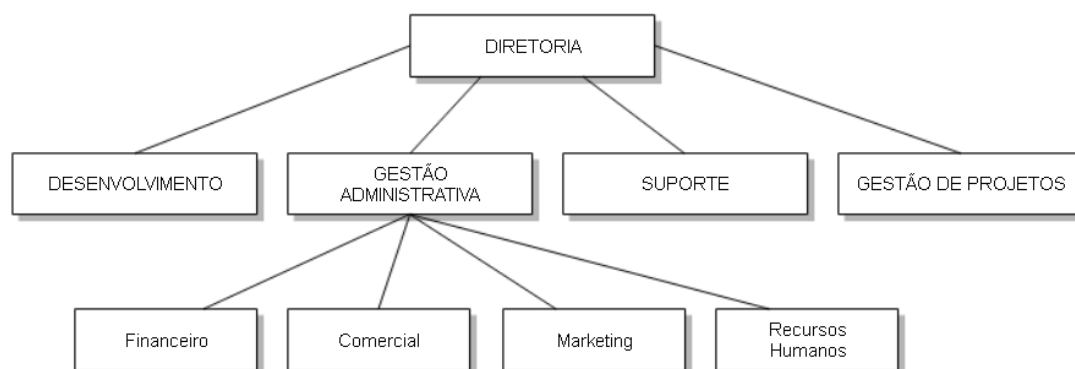 DIRETORIA
DESENVOLVIMENTO
GESTÃO
ADMINISTRATIVA
SUPORTE
GESTÃO DE PROJETOS
Financeiro
Comercial
Marketing
Recursos
Humanos